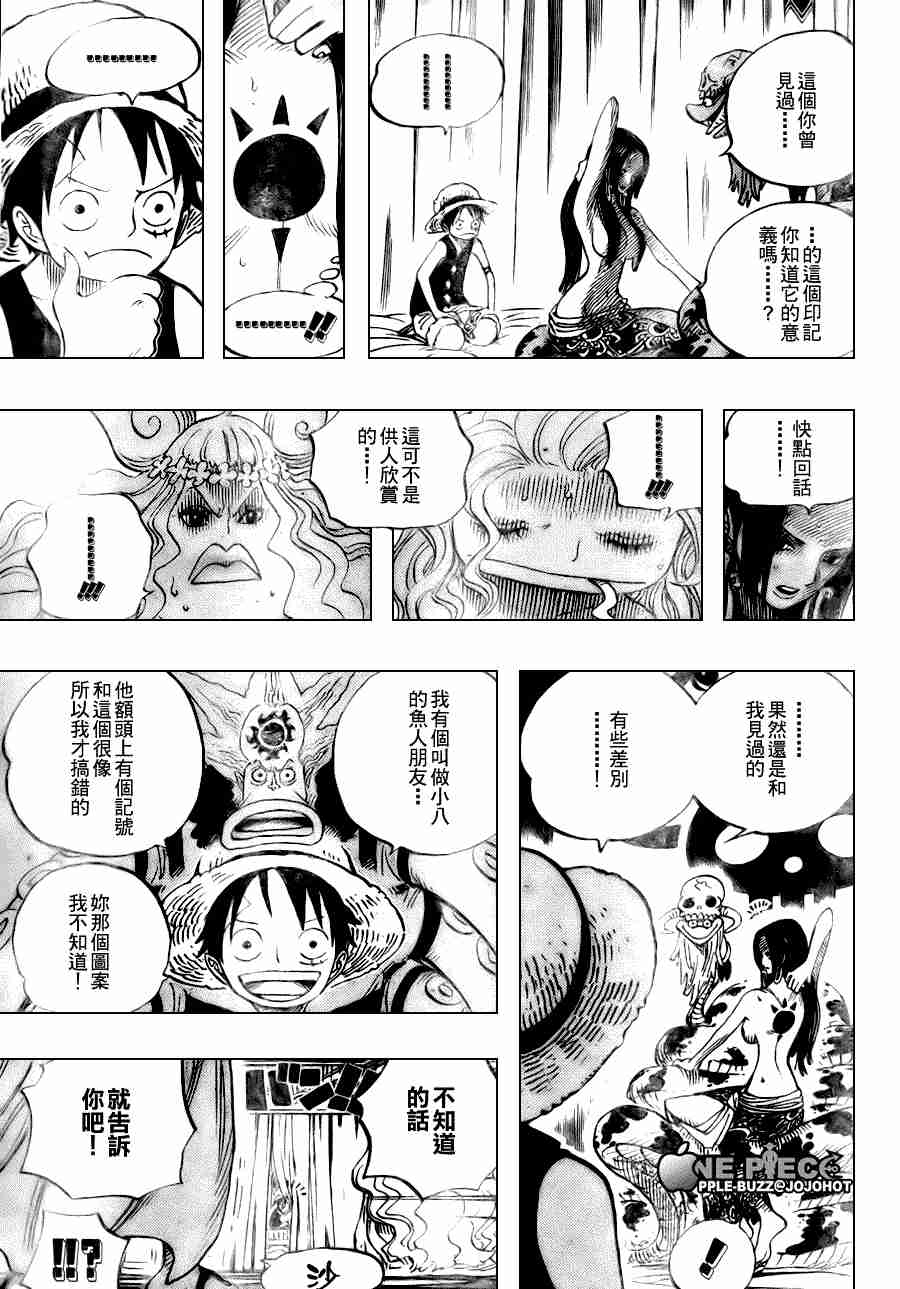 這個你曾
見過……
…的這個印記
你知道它的意
義嗎……？
………
………!!
………
快點回話
……！
………!!!
這可不是
供人欣賞
的…！
………!!!
………
果然還是和
我見過的
有些差別
……！
!
我有個叫做小八
的魚人朋友…
他額頭上有個記號
和這個很像
所以我才搞錯的
妳那個圖案
我不知道！
不知道
的話
沙
就告訴
你吧！
!!?
ONE PIECE
PPLE-BUZZ@JOJOHOT